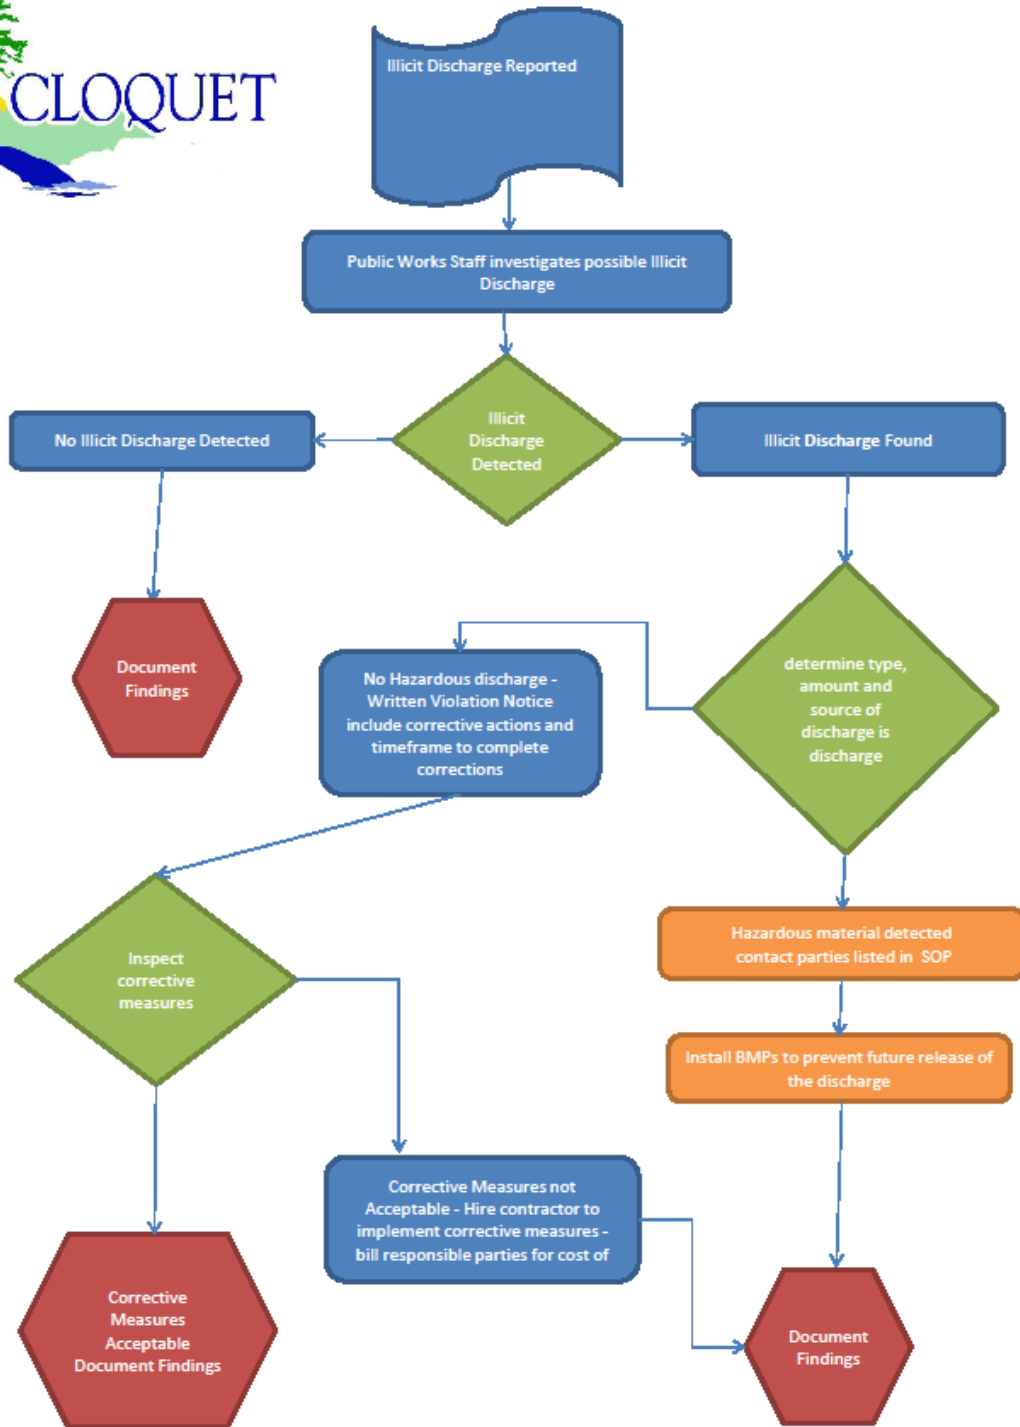 CLOQUET
Illicit Discharge Reported
Public Works Staff investigates possible Illicit
Discharge
Illicit
Discharge
Detected
No Illicit Discharge Detected
Illicit Discharge Found
Document
Findings
No Hazardous discharge -
Written Violation Notice
include corrective actions and
timeframe to complete
corrections
determine type,
amount and
source of
discharge is
discharge
Hazardous material detected
contact parties listed in SOP
Inspect
corrective
measures
Install BMPs to prevent future release of
the discharge
Corrective Measures not
Acceptable - Hire contractor to
implement corrective measures -
bill responsible parties for cost of
Corrective
Measures
Acceptable
Document Findings
Document
Findings